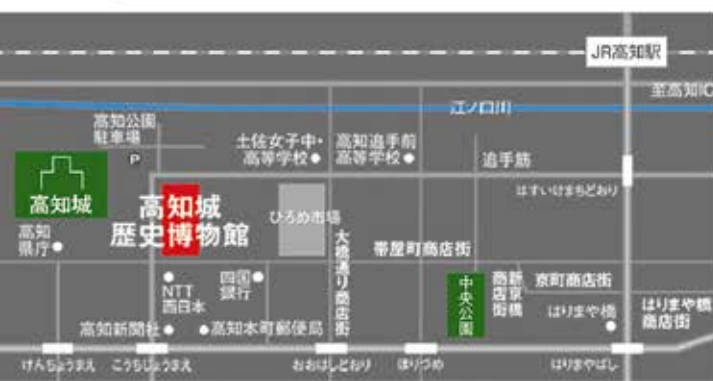 JR高知駅
至高知IC
江ノ口川
高知公園
駐車場
P
土佐女子中・
高等学校
高知追手前
高等学校
追手筋
はすいけまちどおり
高知城
高知城
歴史博物館
ひろめ市場
高知
県庁
大橋通り商店街
帯屋町商店街
NTT
西日本
四国
銀行
中央公園
新京橋
商店街
京町商店街
はりまや橋
はりまや橋
商店街
高知新聞社
高知本町郵便局
けんちょうまえ
こうちじょうまえ
おおはしどおり
ほりづめ
はりまやばし